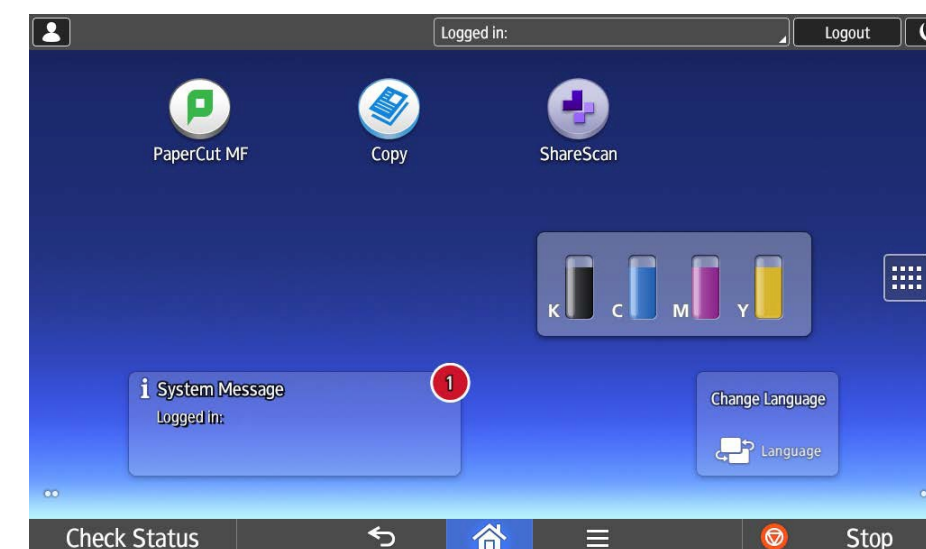 Logged in:
Logout
PaperCut MF
Copy
ShareScan
K C M Y
i System Message
1
Logged in:
Change Language
Language
Check Status
Stop